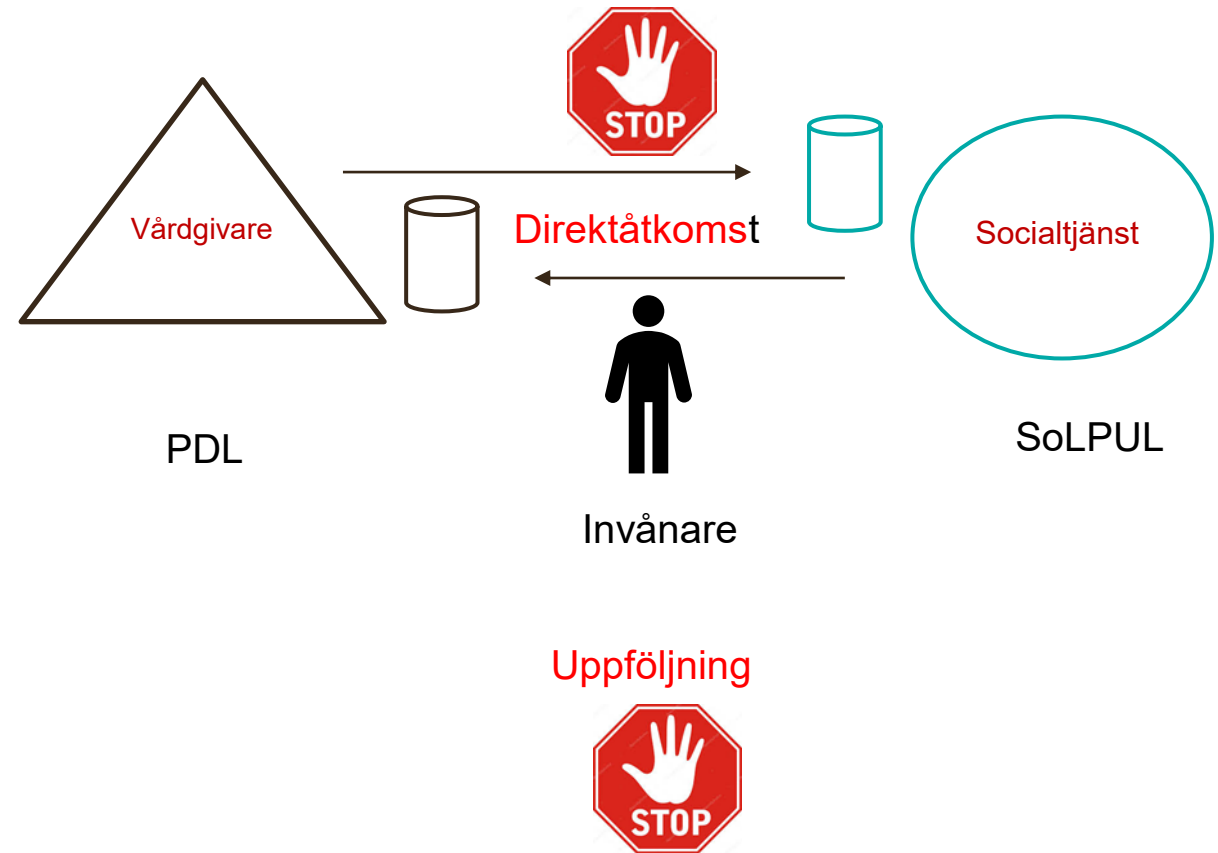 STOP
Vårdgivare
Direktåtkomst
Socialtjänst
PDL
SoLPUL
Invånare
Uppföljning
STOP